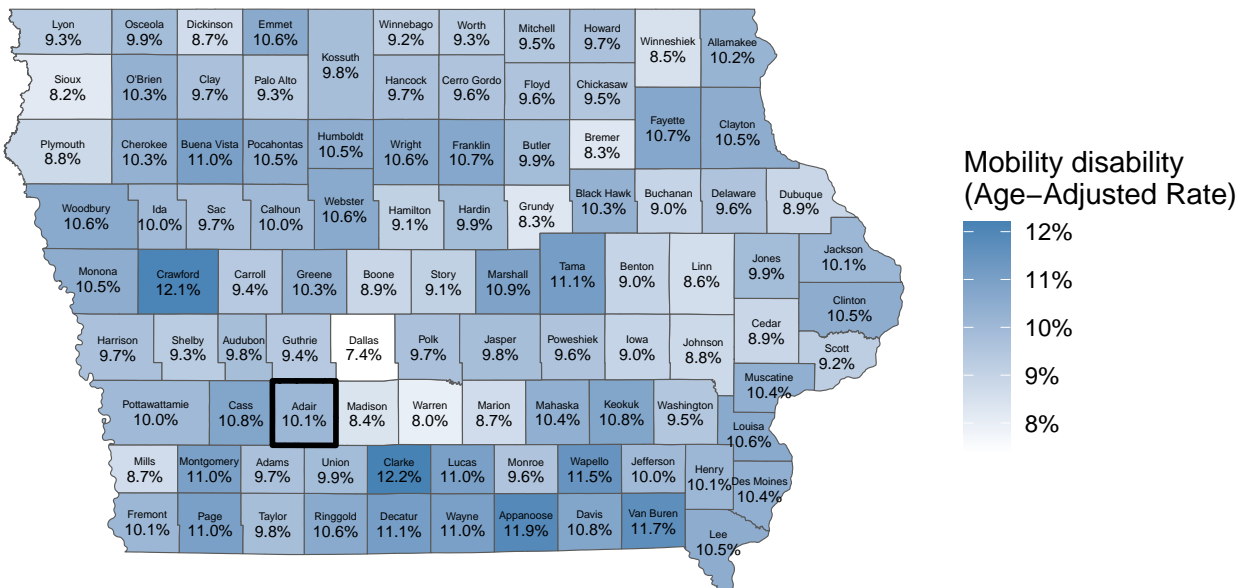 Lyon
9.3%
Osceola
9.9%
Dickinson
8.7%
Emmet
10.6%
Kossuth
9.8%
Winnebago
9.2%
Worth
9.3%
Mitchell
9.5%
Howard
9.7%
Winneshiek
8.5%
Allamakee
10.2%
Sioux
8.2%
O'Brien
10.3%
Clay
9.7%
Palo Alto
9.3%
Hancock
9.7%
Cerro Gordo
9.6%
Floyd
9.6%
Chickasaw
9.5%
Fayette
10.7%
Clayton
10.5%
Plymouth
8.8%
Cherokee
10.3%
Buena Vista
11.0%
Pocahontas
10.5%
Humboldt
10.5%
Wright
10.6%
Franklin
10.7%
Butler
9.9%
Bremer
8.3%
Woodbury
10.6%
Ida
10.0%
Sac
9.7%
Calhoun
10.0%
Webster
10.6%
Hamilton
9.1%
Hardin
9.9%
Grundy
8.3%
Black Hawk
10.3%
Buchanan
9.0%
Delaware
9.6%
Dubuque
8.9%
Monona
10.5%
Crawford
12.1%
Carroll
9.4%
Greene
10.3%
Boone
8.9%
Story
9.1%
Marshall
10.9%
Tama
11.1%
Benton
9.0%
Linn
8.6%
Jones
9.9%
Jackson
10.1%
Clinton
10.5%
Harrison
9.7%
Shelby
9.3%
Audubon
9.8%
Guthrie
9.4%
Dallas
7.4%
Polk
9.7%
Jasper
9.8%
Poweshiek
9.6%
Iowa
9.0%
Johnson
8.8%
Cedar
8.9%
Scott
9.2%
Muscatine
10.4%
Pottawattamie
10.0%
Cass
10.8%
Adair
10.1%
Madison
8.4%
Warren
8.0%
Marion
8.7%
Mahaska
10.4%
Keokuk
10.8%
Washington
9.5%
Louisa
10.6%
Mills
8.7%
Montgomery
11.0%
Adams
9.7%
Union
9.9%
Clarke
12.2%
Lucas
11.0%
Monroe
9.6%
Wapello
11.5%
Jefferson
10.0%
Henry
10.1%
Des Moines
10.4%
Fremont
10.1%
Page
11.0%
Taylor
9.8%
Ringgold
10.6%
Decatur
11.1%
Wayne
11.0%
Appanoose
11.9%
Davis
10.8%
Van Buren
11.7%
Lee
10.5%
Mobility disability
(Age−Adjusted Rate)
12%
11%
10%
9%
8%